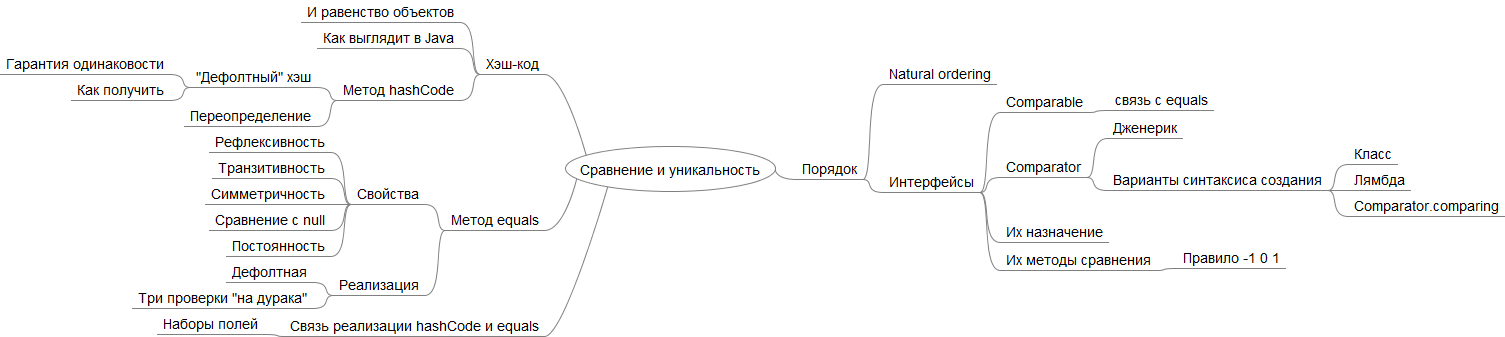 И равенство объектов
Как выглядит в Java
Хэш-код
Гарантия одинаковости
"Дефолтный" хэш
Как получить
Метод hashCode
Переопределение
Рефлексивность
Транзитивность
Симметричность
Свойства
Сравнение с null
Метод equals
Постоянность
Дефолтная
Реализация
Три проверки "на дурака"
Наборы полей
Связь реализации hashCode и equals
Сравнение и уникальность
Порядок
Natural ordering
Интерфейсы
Comparable
связь с equals
Comparator
Дженерик
Варианты синтаксиса создания
Класс
Лямбда
Comparator.comparing
Их назначение
Их методы сравнения
Правило -1 0 1